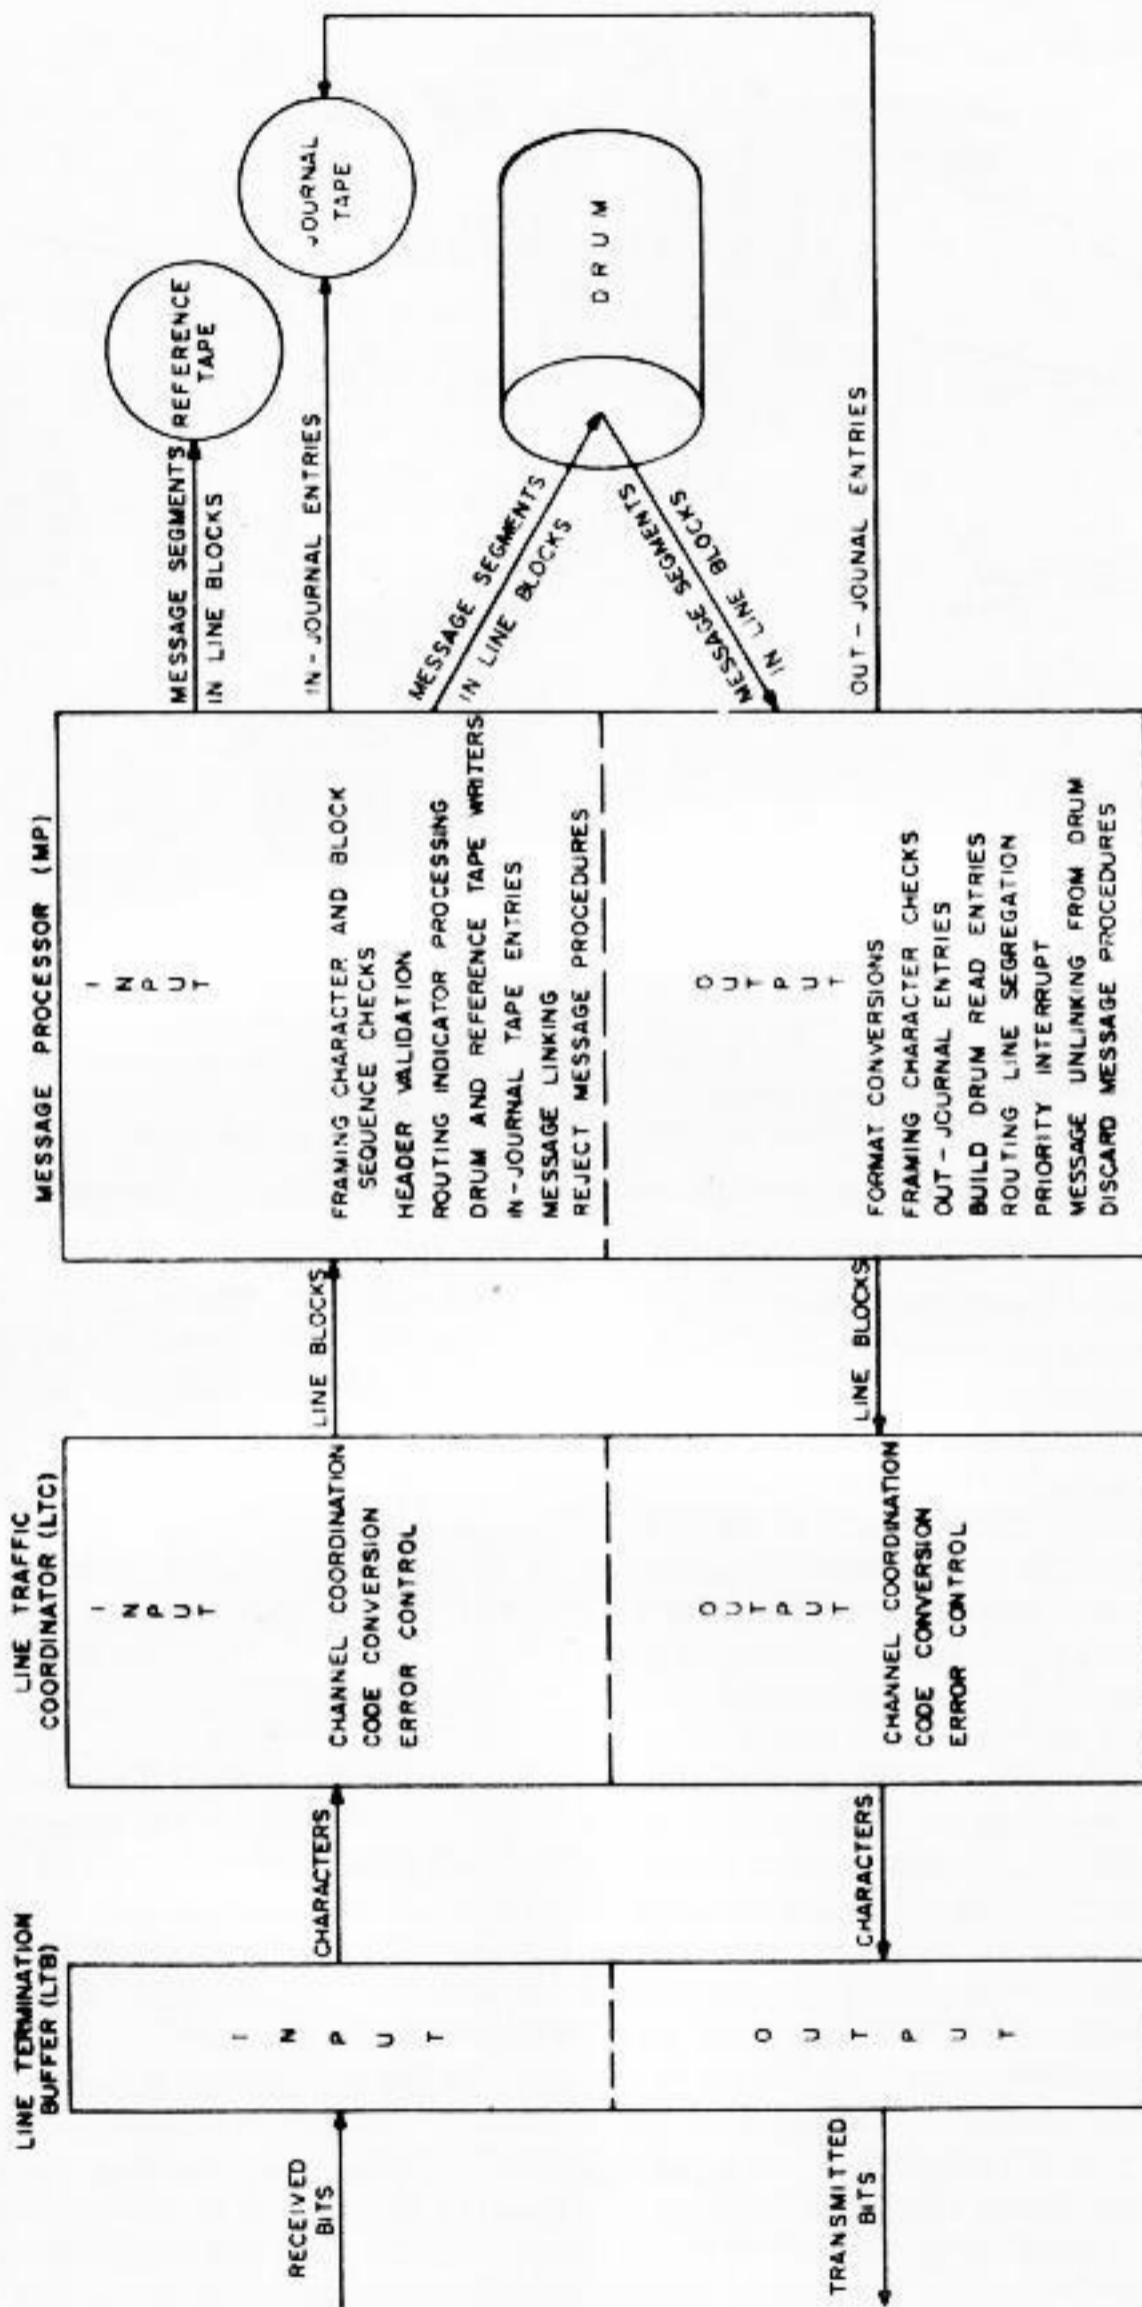 LINE TERMINATION
BUFFER (LTB)
LINE TRAFFIC
COORDINATOR (LTC)
MESSAGE PROCESSOR (MP)
RECEIVED
BITS
INPUT
CHARACTERS
INPUT
CHANNEL COORDINATION
CODE CONVERSION
ERROR CONTROL
LINE BLOCKS
INPUT
FRAMING CHARACTER AND BLOCK
SEQUENCE CHECKS
HEADER VALIDATION
ROUTING INDICATOR PROCESSING
DRUM AND REFERENCE TAPE WRITERS
IN-JOURNAL TAPE ENTRIES
MESSAGE LINKING
REJECT MESSAGE PROCEDURES
MESSAGE SEGMENTS
IN LINE BLOCKS
REFERENCE
TAPE
IN-JOURNAL ENTRIES
JOURNAL
TAPE
MESSAGE SEGMENTS
IN LINE BLOCKS
DRUM
MESSAGE SEGMENTS
IN LINE BLOCKS
TRANSMITTED
BITS
OUTPUT
CHARACTERS
OUTPUT
CHANNEL COORDINATION
CODE CONVERSION
ERROR CONTROL
LINE BLOCKS
OUTPUT
FORMAT CONVERSIONS
FRAMING CHARACTER CHECKS
OUT-JOURNAL ENTRIES
BUILD DRUM READ ENTRIES
ROUTING LINE SEGREGATION
PRIORITY INTERRUPT
MESSAGE UNLINKING FROM DRUM
DISCARD MESSAGE PROCEDURES
OUT-JOUNAL ENTRIES